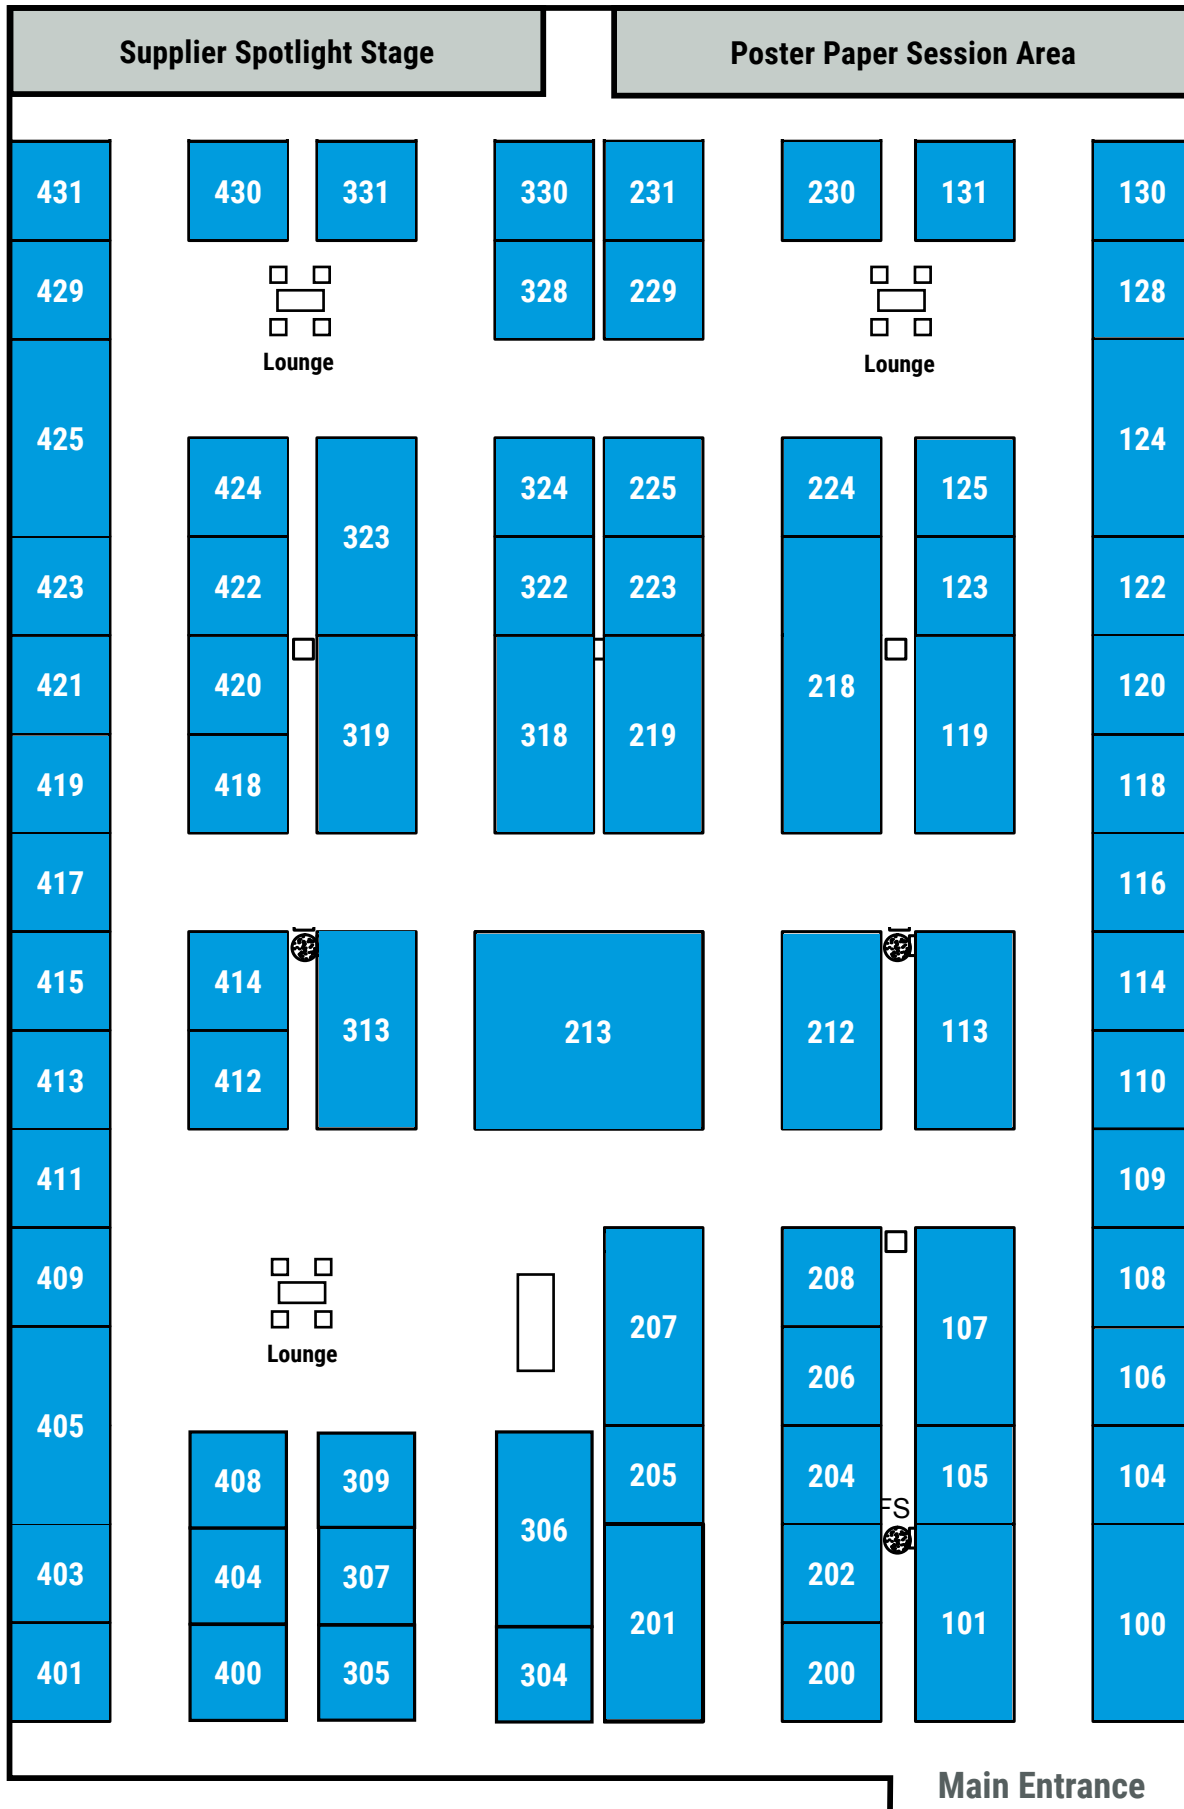 Supplier Spotlight Stage
Poster Paper Session Area
431 430 331 330 231 230 131 130
429 328 229 128
Lounge Lounge
425 124
424 324 225 224 125
323
423 422 322 223 123 122
421 420 218 120
319 318 219 119
419 418 118
417 116
415 414 114
313 213 212 113
413 412 110
411 109
409 208 108
207 107
Lounge
206 106
405
408 309 205 204 105 104
FS
306
403 404 307 202
201 101 100
401 400 305 304 200
Main Entrance